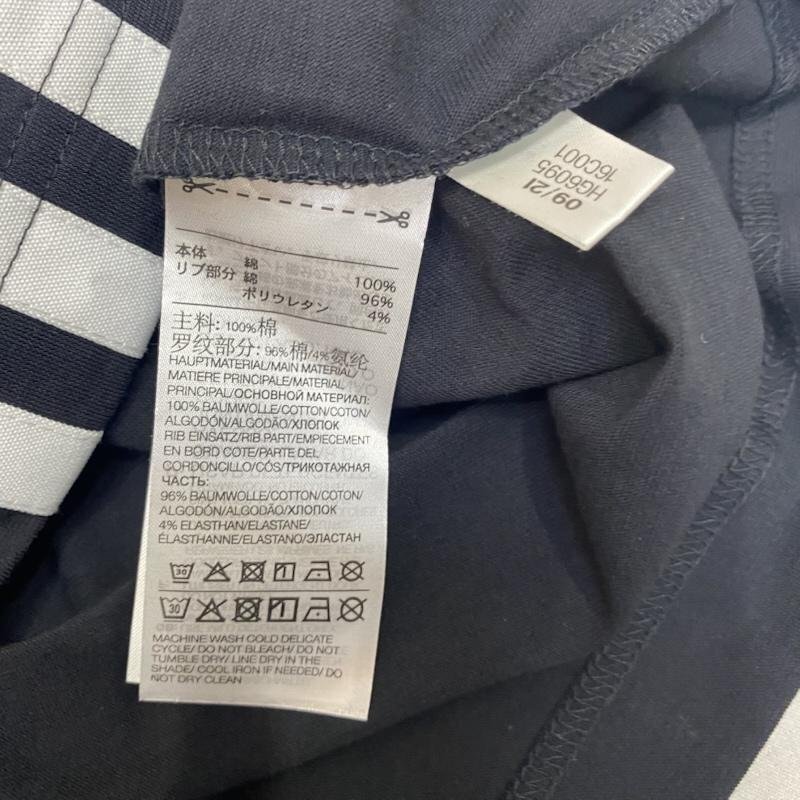 09/21
HG6095
16C001
本体 綿 100%
リブ部分 綿 96%
ポリウレタン 4%
主料: 100%棉
罗纹部分: 96%棉/4%氨纶
HAUPTMATERIAL/MAIN MATERIAL/
MATIERE PRINCIPALE/MATERIAL
PRINCIPAL/ОСНОВНОЙ МАТЕРИАЛ:
100% BAUMWOLLE/COTTON/COTON/
ALGODÓN/ALGODÃO/ХЛОПОК
RIB EINSATZ/RIB PART/EMPIECEMENT
EN BORD COTE/PARTE DEL
CORDONCILLO/CÓS/ТРИКОТАЖНАЯ
ЧАСТЬ:
96% BAUMWOLLE/COTTON/COTON/
ALGODÓN/ALGODÃO/ХЛОПОК
4% ELASTHAN/ELASTANE/
ÉLASTHANNE/ELASTANO/ЭЛАСТАН
30
30
MACHINE WASH COLD DELICATE
CYCLE/ DO NOT BLEACH/ DO NOT
TUMBLE DRY/ LINE DRY IN THE
SHADE/ COOL IRON IF NEEDED/ DO
NOT DRY CLEAN